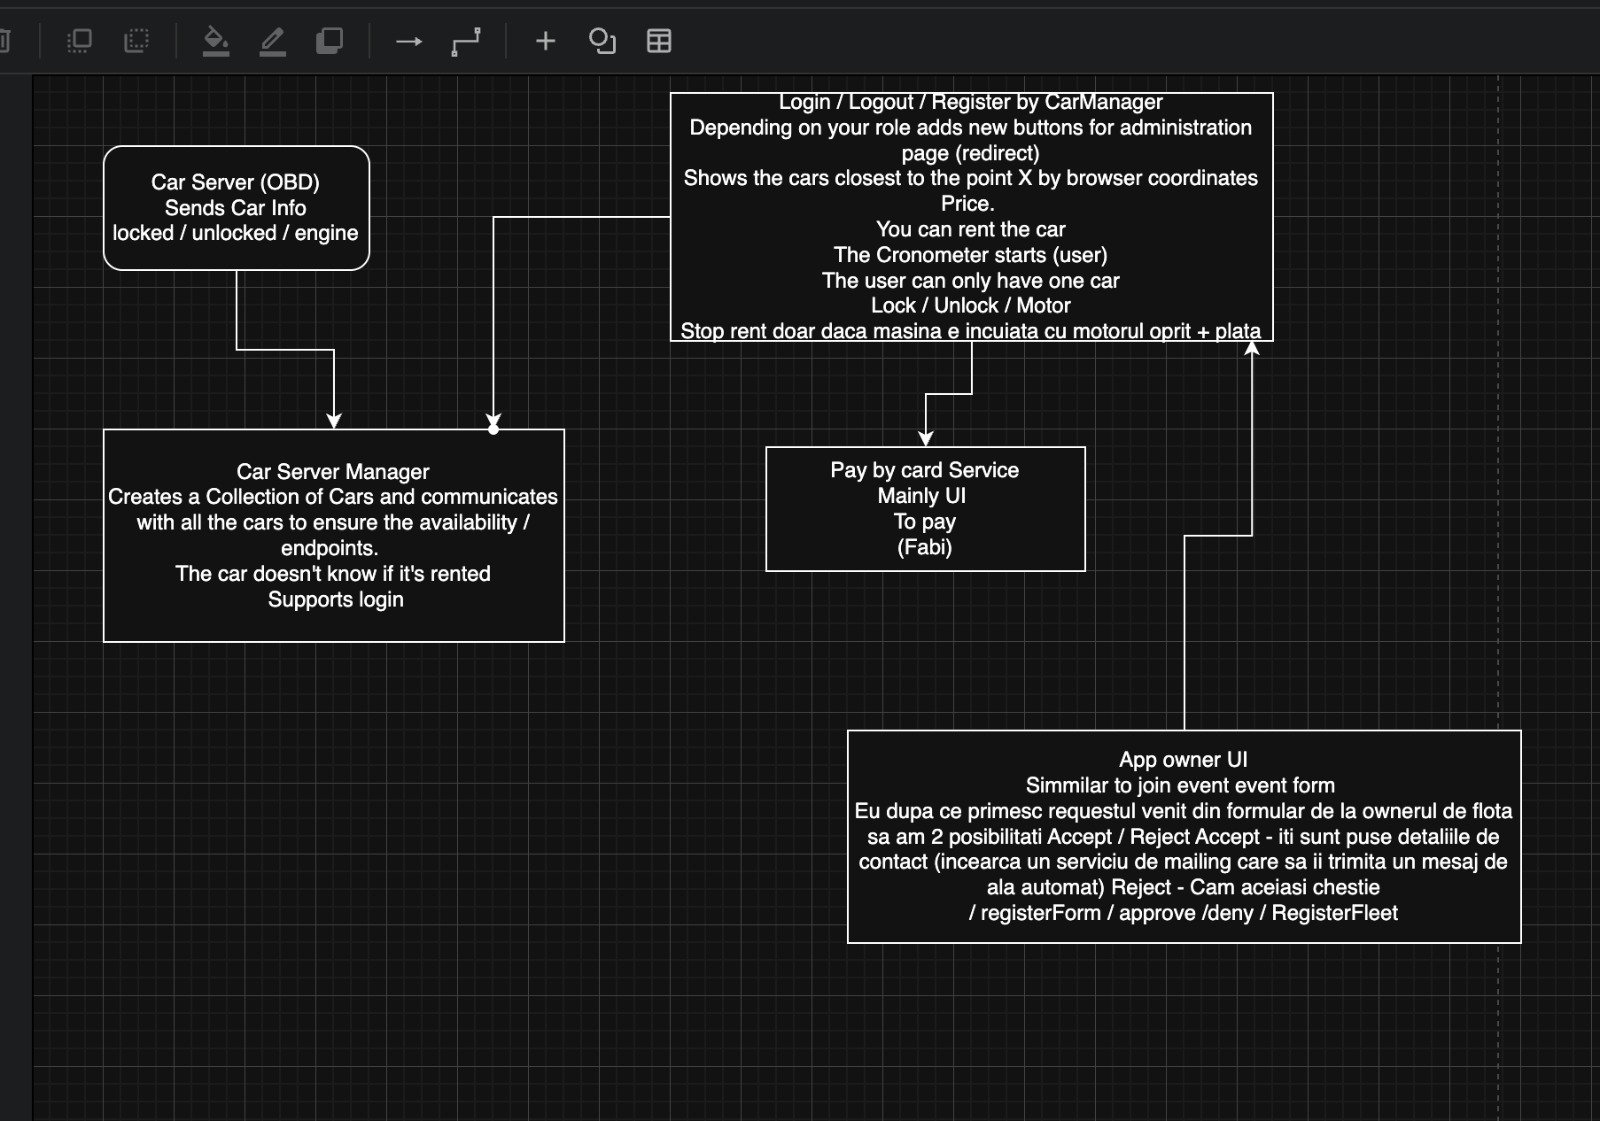 Login / Logout / Register by CarManager
Depending on your role adds new buttons for administration
page (redirect)
Shows the cars closest to the point X by browser coordinates
Price.
You can rent the car
The Cronometer starts (user)
The user can only have one car
Lock / Unlock / Motor
Stop rent doar daca masina e incuiata cu motorul oprit + plata
Car Server (OBD)
Sends Car Info
locked / unlocked / engine
Car Server Manager
Creates a Collection of Cars and communicates
with all the cars to ensure the availability /
endpoints.
The car doesn't know if it's rented
Supports login
Pay by card Service
Mainly UI
To pay
(Fabi)
App owner UI
Simmilar to join event event form
Eu dupa ce primesc requestul venit din formular de la ownerul de flota
sa am 2 posibilitati Accept / Reject Accept - iti sunt puse detaliile de
contact (incearca un serviciu de mailing care sa ii trimita un mesaj de
ala automat) Reject - Cam aceiasi chestie
/ registerForm / approve /deny / RegisterFleet